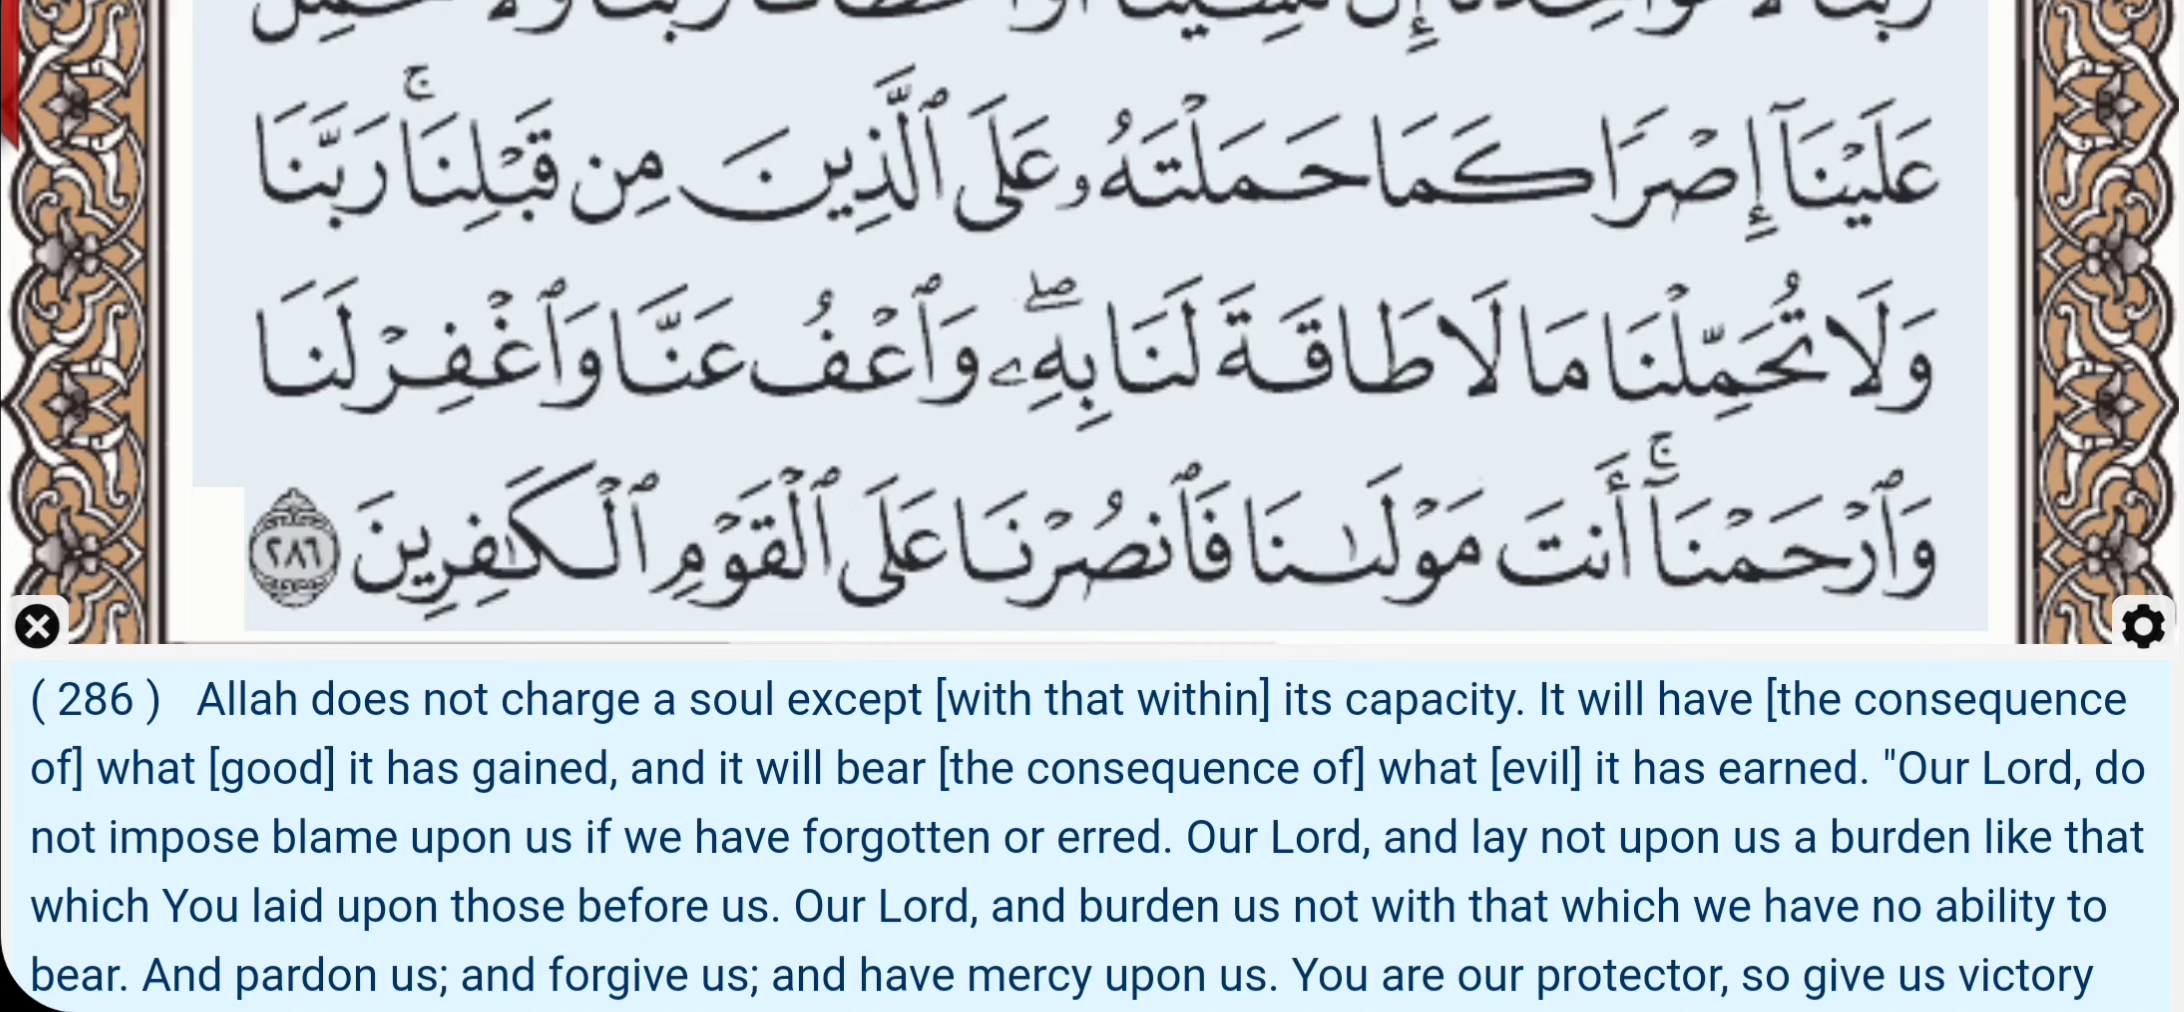 عَلَيْنَآ إِصْرًا كَمَا حَمَلْتَهُۥ عَلَى ٱلَّذِينَ مِن قَبْلِنَا ۚ رَبَّنَا
وَلَا تُحَمِّلْنَا مَا لَا طَاقَةَ لَنَا بِهِۦ ۖ وَٱعْفُ عَنَّا وَٱغْفِرْ لَنَا
وَٱرْحَمْنَآ ۚ أَنتَ مَوْلَىٰنَا فَٱنصُرْنَا عَلَى ٱلْقَوْمِ ٱلْكَٰفِرِينَ ٢٨٦
( 286 ) Allah does not charge a soul except [with that within] its capacity. It will have [the consequence
of] what [good] it has gained, and it will bear [the consequence of] what [evil] it has earned. "Our Lord, do
not impose blame upon us if we have forgotten or erred. Our Lord, and lay not upon us a burden like that
which You laid upon those before us. Our Lord, and burden us not with that which we have no ability to
bear. And pardon us; and forgive us; and have mercy upon us. You are our protector, so give us victory